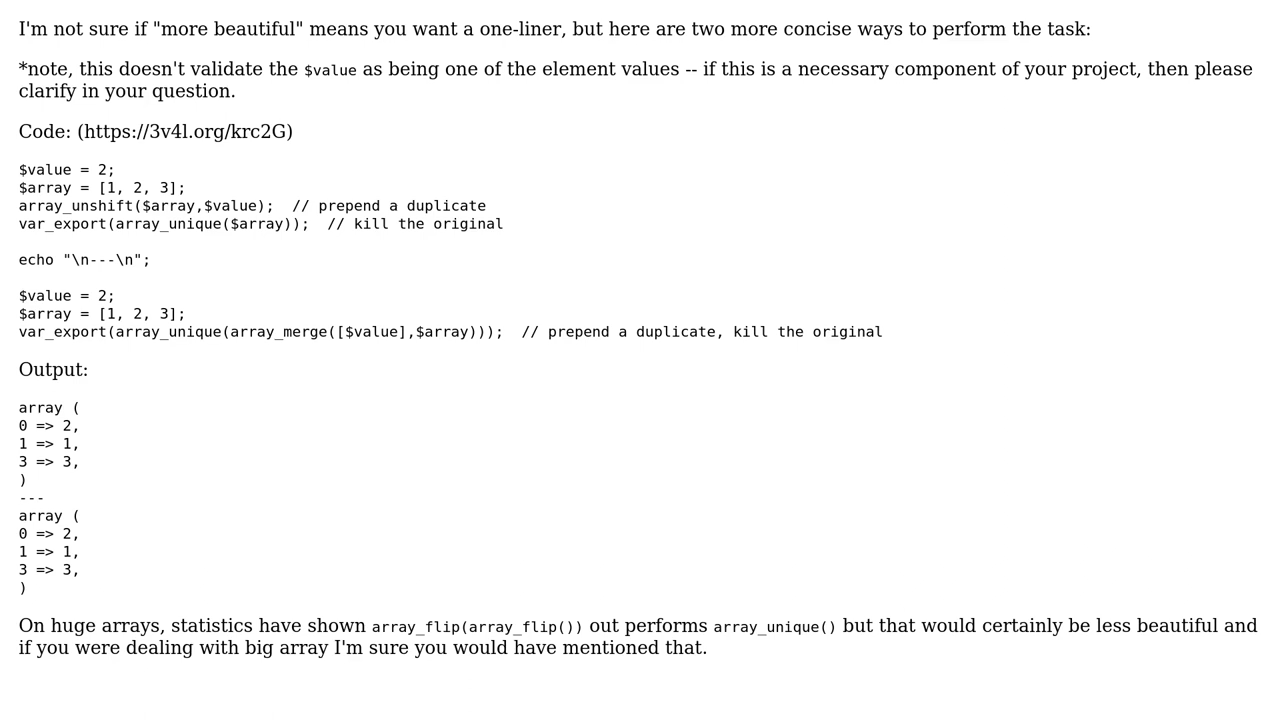 I'm not sure if "more beautiful" means you want a one-liner, but here are two more concise ways to perform the task:
*note, this doesn't validate the $value as being one of the element values -- if this is a necessary component of your project, then please
clarify in your question.
Code: (https://3v4l.org/krc2G)
$value = 2;
$array = [1, 2, 3];
array_unshift($array,$value);  // prepend a duplicate
var_export(array_unique($array));  // kill the original
echo "\n---\n";
$value = 2;
$array = [1, 2, 3];
var_export(array_unique(array_merge([$value],$array)));  // prepend a duplicate, kill the original
Output:
array (
0 => 2,
1 => 1,
3 => 3,
)
---
array (
0 => 2,
1 => 1,
3 => 3,
)
On huge arrays, statistics have shown array_flip(array_flip()) out performs array_unique() but that would certainly be less beautiful and
if you were dealing with big array I'm sure you would have mentioned that.